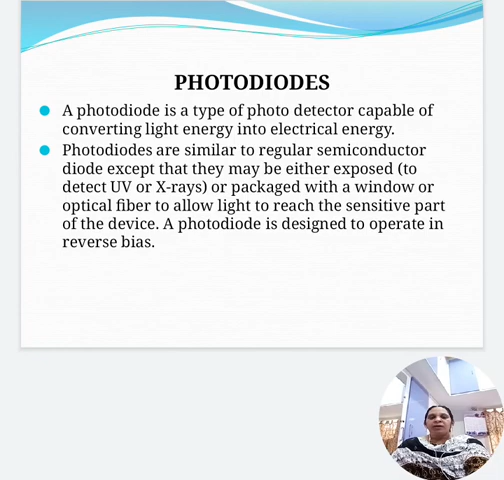 PHOTODIODES
A photodiode is a type of photo detector capable of
converting light energy into electrical energy.
Photodiodes are similar to regular semiconductor
diode except that they may be either exposed (to
detect UV or X-rays) or packaged with a window or
optical fiber to allow light to reach the sensitive part
of the device. A photodiode is designed to operate in
reverse bias.